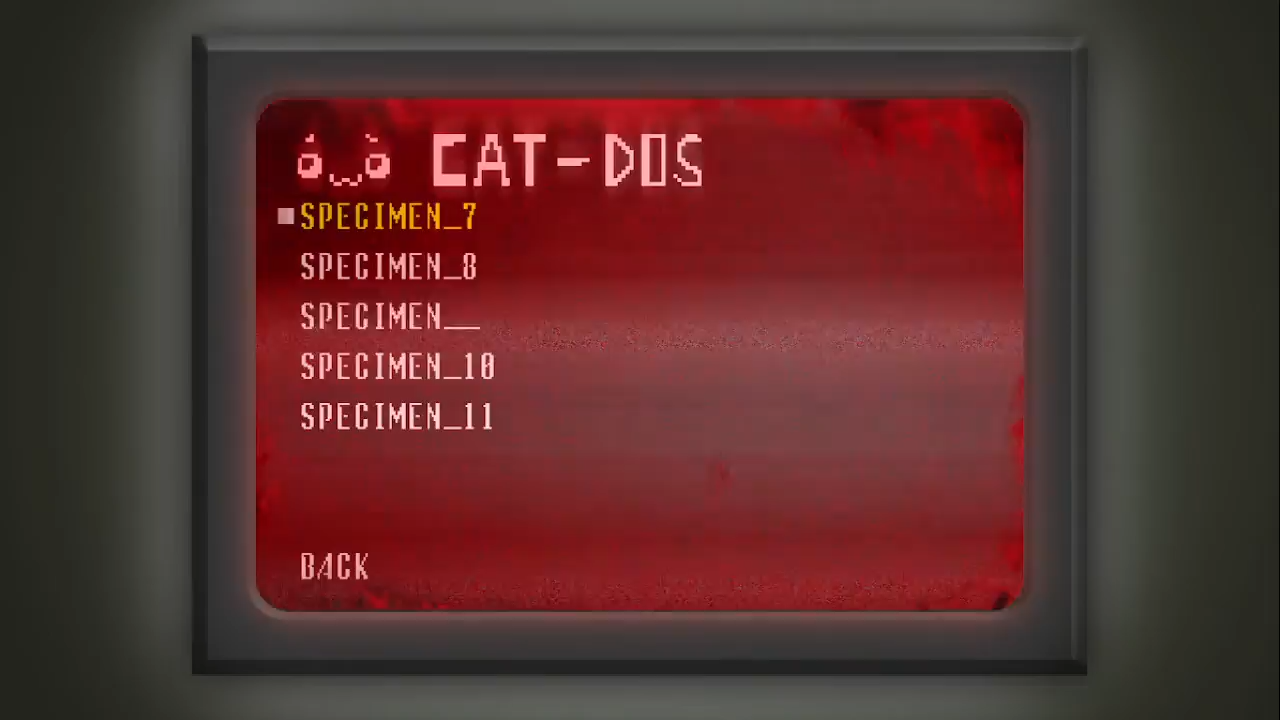 CAT-DOS
SPECIMEN_7
SPECIMEN_8
SPECIMEN__
SPECIMEN_10
SPECIMEN_11
BACK